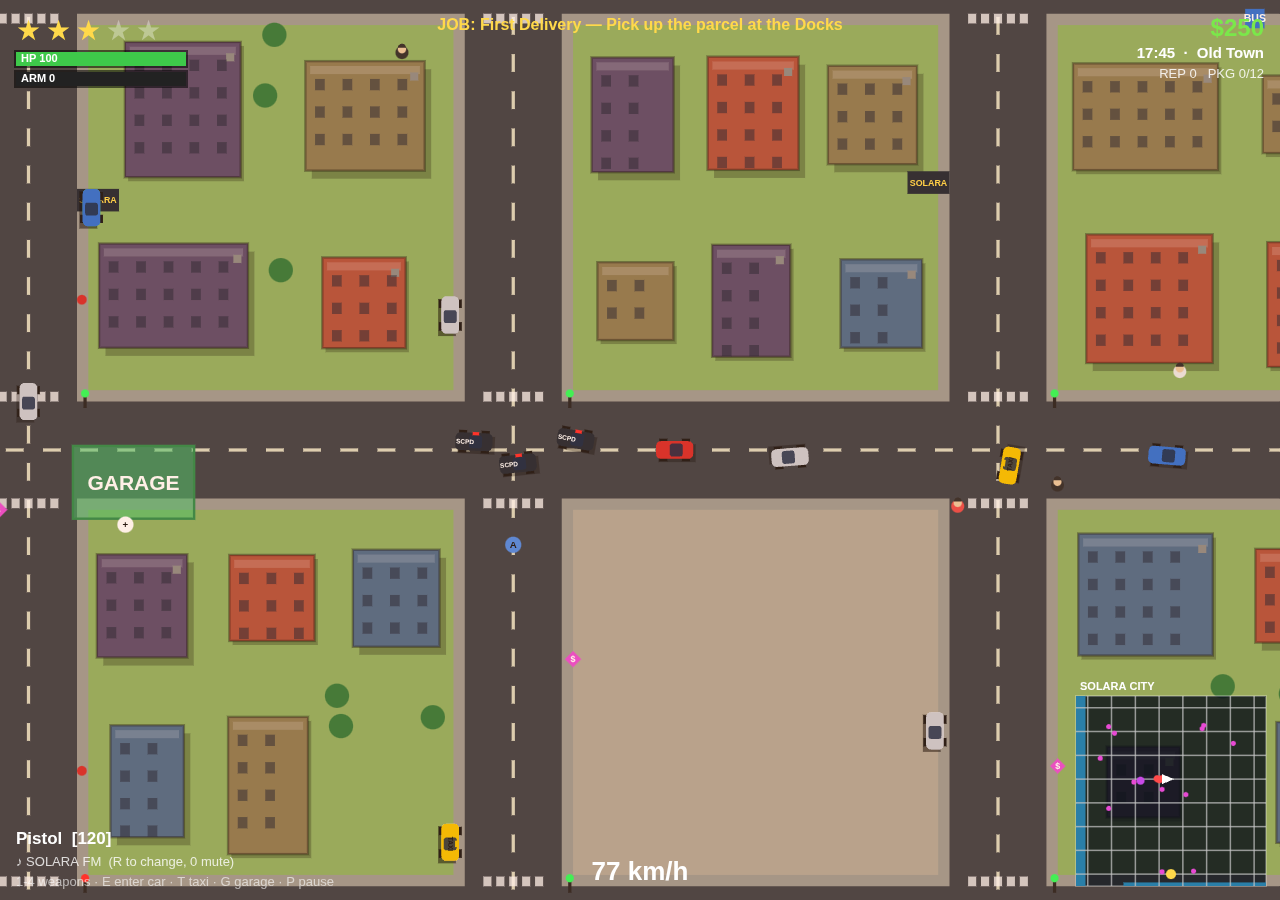 JOB: First Delivery — Pick up the parcel at the Docks
BUS
$250
HP 100
ARM 0
17:45 · Old Town
REP 0 PKG 0/12
SOLARA
SCPD
SCPD
SCPD
GARAGE
+
A
$
$
SOLARA CITY
Pistol [120]
♪ SOLARA FM (R to change, 0 mute)
weapons · E enter car · T taxi · G garage · P pause
77 km/h